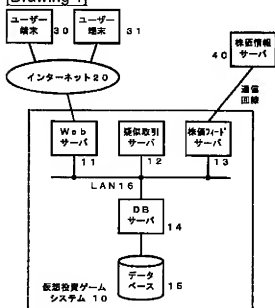 [Drawing 1]
ユーザー
端末
30
ユーザー
端末
31
株価情報
サーバ
40
インターネット20
通信
回線
Web
サーバ
11
疑似取引
サーバ
12
株価フィード
サーバ
13
LAN16
DB
サーバ
14
データ
ベース
15
仮想投資ゲーム
システム 10